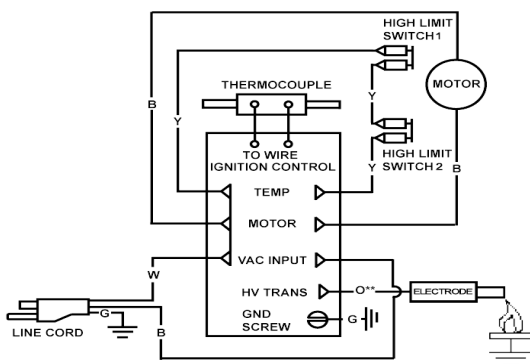 HIGH LIMIT
SWITCH1
THERMOCOUPLE
MOTOR
B
Y
Y
TO WIRE
IGNITION CONTROL
HIGH LIMIT
SWITCH 2
Y
B
TEMP
MOTOR
W
VAC INPUT
HV TRANS
O**
ELECTRODE
G
GND
SCREW
G
LINE CORD
B